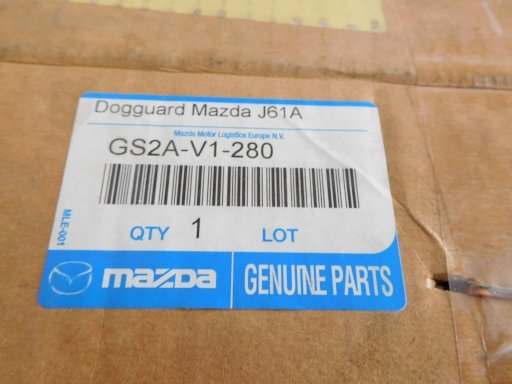 Dogguard Mazda J61A
Mazda Motor Logistics Europe N.V.
GS2A-V1-280
MLE-001
QTY 1 LOT
mazda GENUINE PARTS